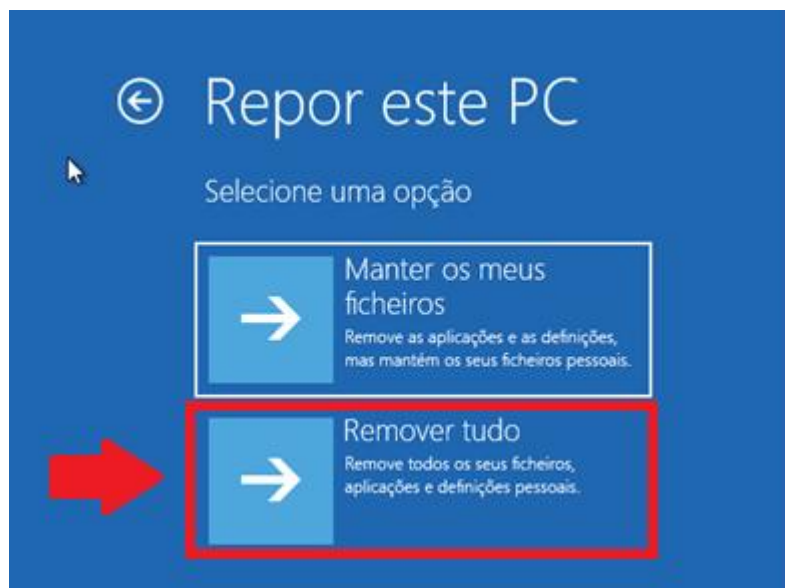 Repor este PC
Selecione uma opção
Manter os meus
ficheiros
Remove as aplicações e as definições,
mas mantém os seus ficheiros pessoais.
Remover tudo
Remove todos os seus ficheiros,
aplicações e definições pessoais.